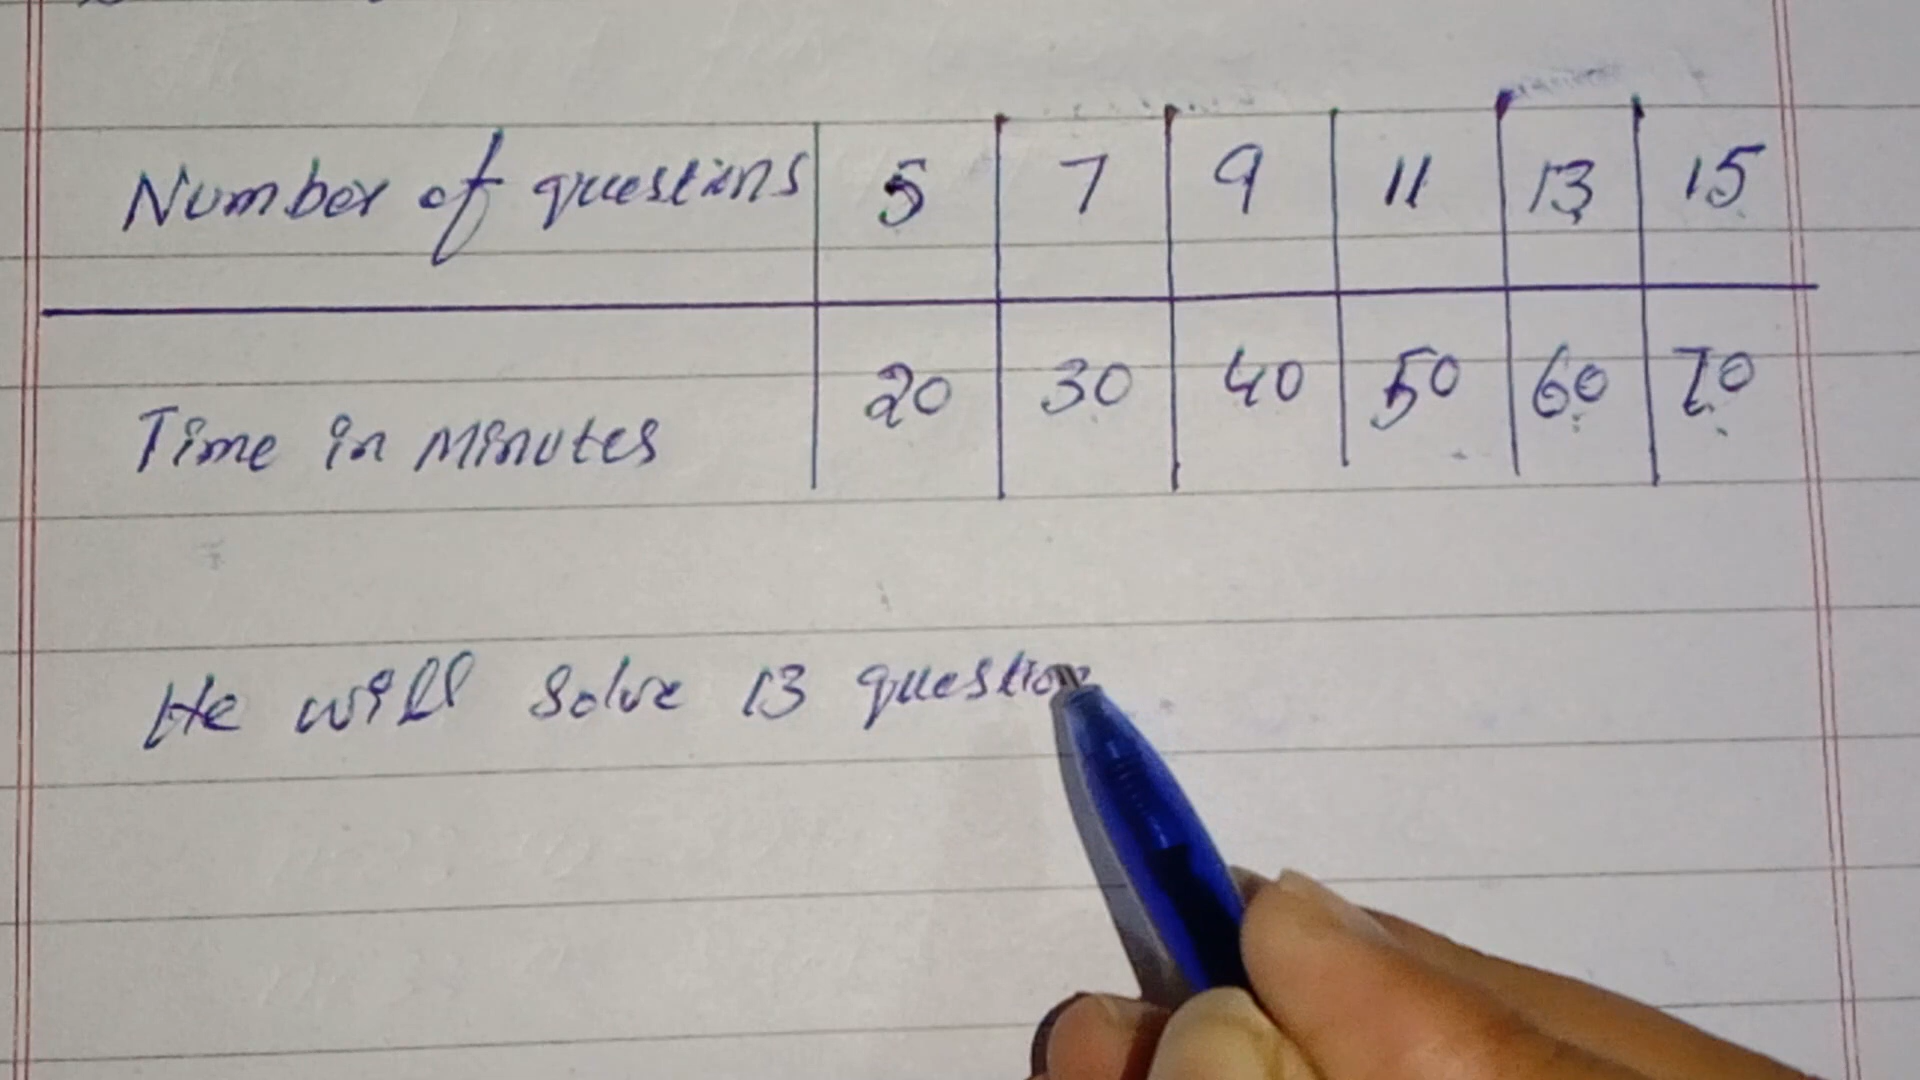 Number of questions 5 7 9 11 13 15
Time in Minutes 20 30 40 50 60 70
He will Solve 13 question